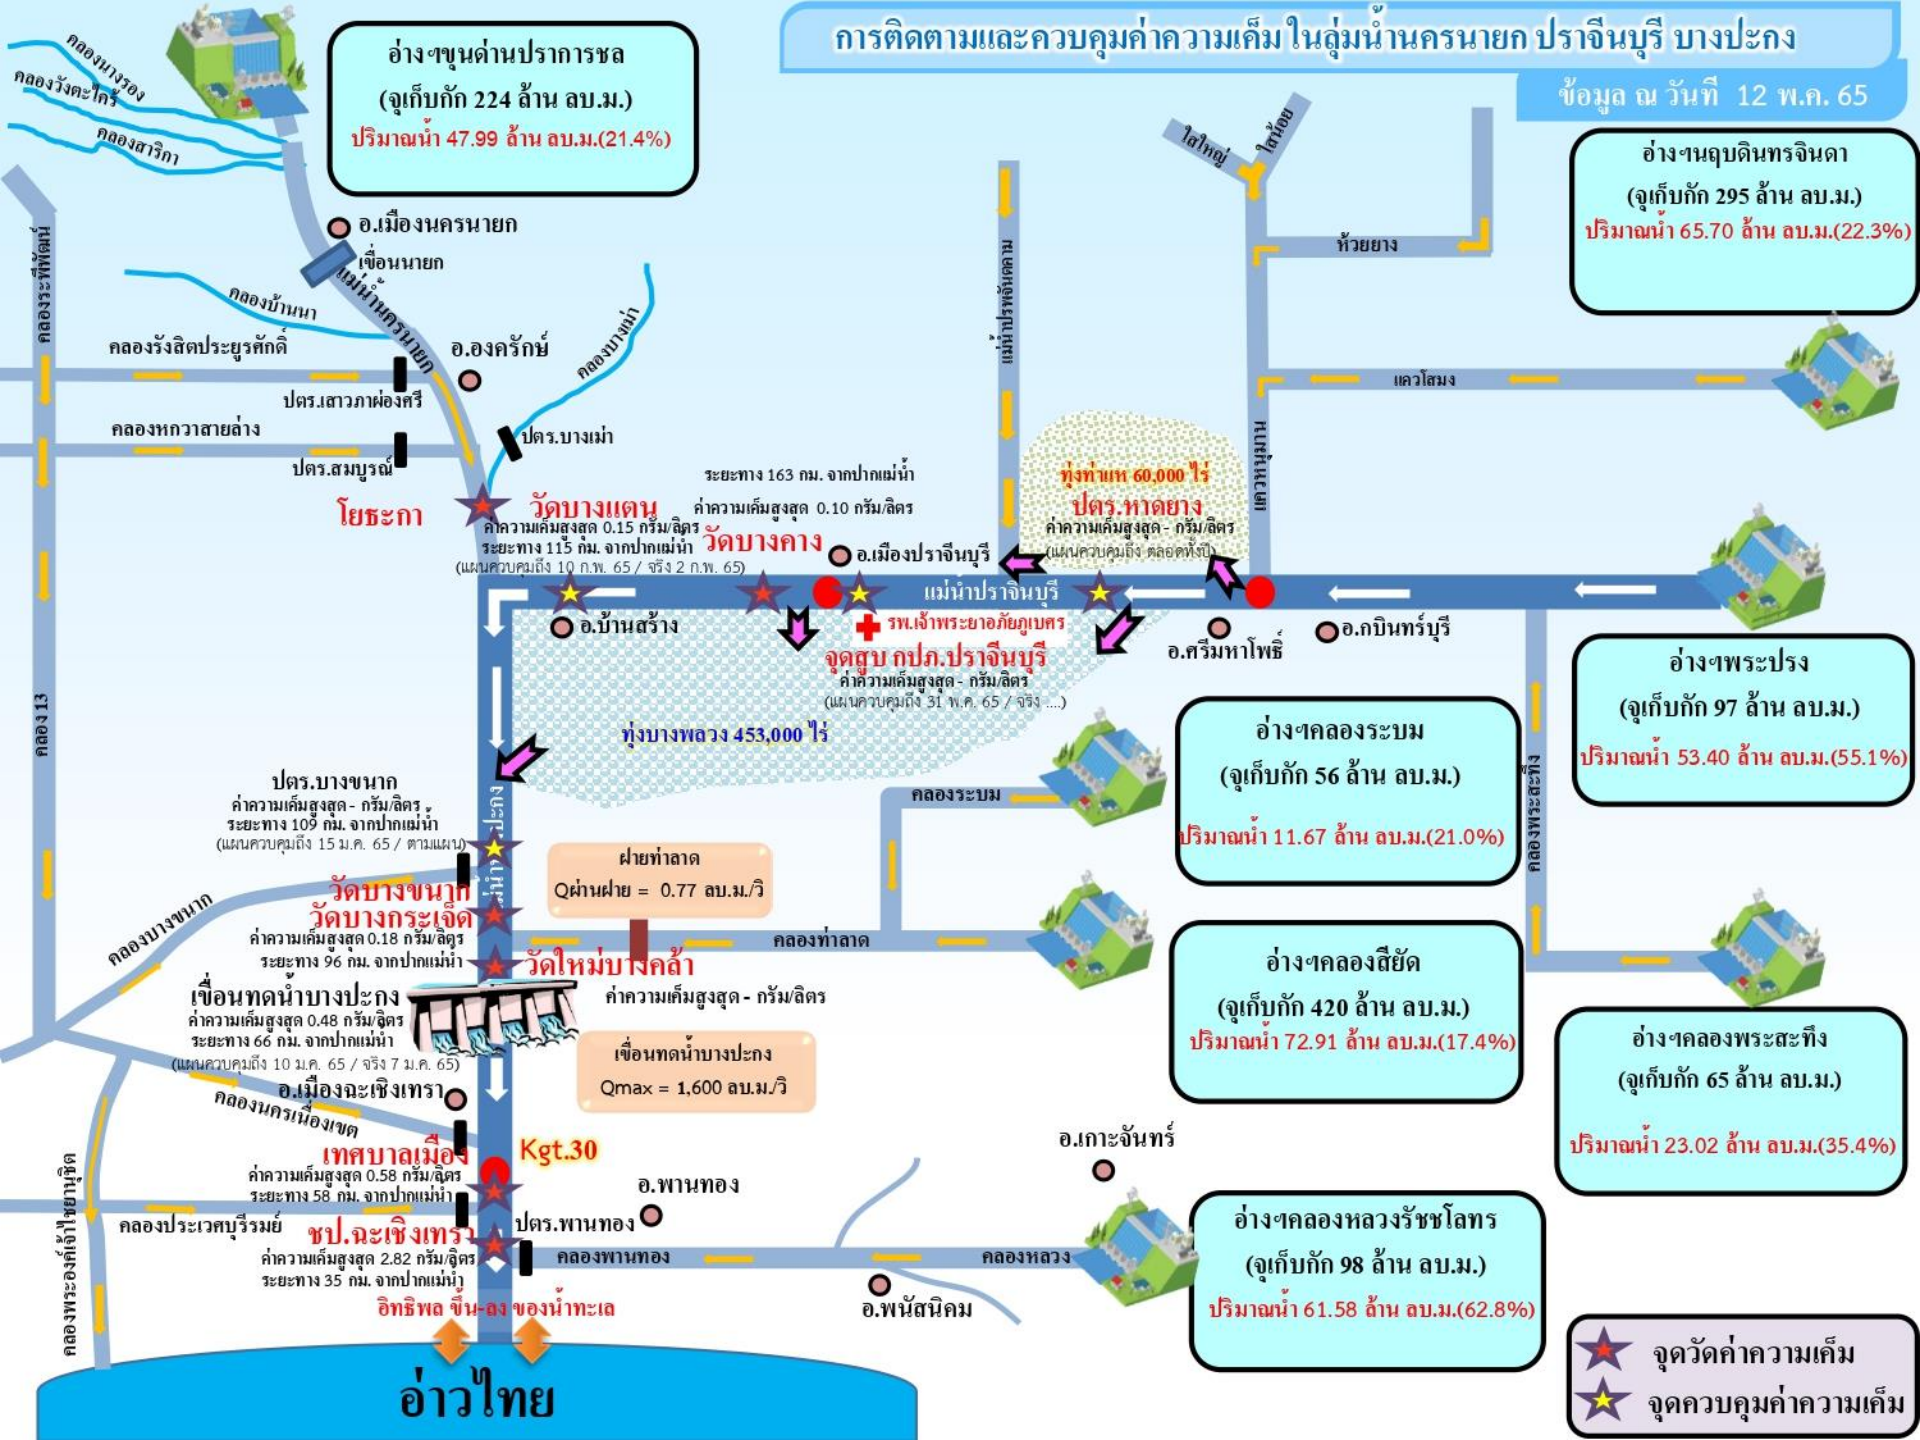 การติดตามและควบคุมค่าความเค็ม ในลุ่มน้ำนครนายก ปราจีนบุรี บางปะกง
ข้อมูล ณ วันที่ 12 พ.ค. 65
อ่างฯขุนด่านปราการชล
(จุเก็บกัก 224 ล้าน ลบ.ม.)
ปริมาณน้ำ 47.99 ล้าน ลบ.ม.(21.4%)
คลองนางรอง
คลองวังตะไคร้
คลองสาริกา
อ.เมืองนครนายก
เขื่อนนายก
แม่น้ำนครนายก
คลองบ้านนา
คลองระพีพัฒน์
คลองรังสิตประยูรศักดิ์
ปตร.เสาวภาผ่องศรี
อ.องครักษ์
คลองบางเม่า
คลองหกวาสายล่าง
ปตร.สมบูรณ์
ปตร.บางเม่า
โยธะกา
วัดบางแตน
ค่าความเค็มสูงสุด 0.15 กรัม/ลิตร
ระยะทาง 115 กม. จากปากแม่น้ำ
(แผนควบคุมถึง 10 ก.พ. 65 / จริง 2 ก.พ. 65)
ระยะทาง 163 กม. จากปากแม่น้ำ
ค่าความเค็มสูงสุด 0.10 กรัม/ลิตร
วัดบางคาง
อ.เมืองปราจีนบุรี
ใสใหญ่
ใสน้อย
ห้วยยาง
แควโสมง
แควหนุมาน
ทุ่งท่าแห 60,000 ไร่
ปตร.หาดยาง
ค่าความเค็มสูงสุด - กรัม/ลิตร
(แผนควบคุมถึง ตลอดทั้งปี)
อ่างฯนฤบดินทรจินดา
(จุเก็บกัก 295 ล้าน ลบ.ม.)
ปริมาณน้ำ 65.70 ล้าน ลบ.ม.(22.3%)
แม่น้ำปราจีนบุรี
อ.บ้านสร้าง
รพ.เจ้าพระยาอภัยภูเบศร
จุดสูบ กปภ.ปราจีนบุรี
ค่าความเค็มสูงสุด - กรัม/ลิตร
(แผนควบคุมถึง 31 พ.ค. 65 / จริง ....)
อ.ศรีมหาโพธิ์
อ.กบินทร์บุรี
ทุ่งบางพลวง 453,000 ไร่
อ่างฯพระปรง
(จุเก็บกัก 97 ล้าน ลบ.ม.)
ปริมาณน้ำ 53.40 ล้าน ลบ.ม.(55.1%)
คลองพระสะทึง
คลอง 13
ปตร.บางขนาก
ค่าความเค็มสูงสุด - กรัม/ลิตร
ระยะทาง 109 กม. จากปากแม่น้ำ
(แผนควบคุมถึง 15 ม.ค. 65 / ตามแผน)
อ่างฯคลองระบม
(จุเก็บกัก 56 ล้าน ลบ.ม.)
ปริมาณน้ำ 11.67 ล้าน ลบ.ม.(21.0%)
คลองระบม
ฝายท่าลาด
Qผ่านฝาย = 0.77 ลบ.ม./วิ
คลองท่าลาด
วัดบางขนาก
วัดบางกระเจ็ด
ค่าความเค็มสูงสุด 0.18 กรัม/ลิตร
ระยะทาง 96 กม. จากปากแม่น้ำ
คลองบางขนาก
วัดใหม่บางคล้า
ค่าความเค็มสูงสุด - กรัม/ลิตร
อ่างฯคลองสียัด
(จุเก็บกัก 420 ล้าน ลบ.ม.)
ปริมาณน้ำ 72.91 ล้าน ลบ.ม.(17.4%)
เขื่อนทดน้ำบางปะกง
ค่าความเค็มสูงสุด 0.48 กรัม/ลิตร
ระยะทาง 66 กม. จากปากแม่น้ำ
(แผนควบคุมถึง 10 ม.ค. 65 / จริง 7 ม.ค. 65)
เขื่อนทดน้ำบางปะกง
Qmax = 1,600 ลบ.ม./วิ
อ่างฯคลองพระสะทึง
(จุเก็บกัก 65 ล้าน ลบ.ม.)
ปริมาณน้ำ 23.02 ล้าน ลบ.ม.(35.4%)
อ.เมืองฉะเชิงเทรา
คลองนครเนื่องเขต
เทศบาลเมือง
ค่าความเค็มสูงสุด 0.58 กรัม/ลิตร
ระยะทาง 58 กม. จากปากแม่น้ำ
Kgt.30
อ.พานทอง
อ.เกาะจันทร์
คลองพระองค์เจ้าไชยานุชิต
คลองประเวศบุรีรมย์
ชป.ฉะเชิงเทรา
ค่าความเค็มสูงสุด 2.82 กรัม/ลิตร
ระยะทาง 35 กม. จากปากแม่น้ำ
ปตร.พานทอง
คลองพานทอง
คลองหลวง
อ.พนัสนิคม
อ่างฯคลองหลวงรัชชโลทร
(จุเก็บกัก 98 ล้าน ลบ.ม.)
ปริมาณน้ำ 61.58 ล้าน ลบ.ม.(62.8%)
อิทธิพล ขึ้น-ลง ของน้ำทะเล
อ่าวไทย
จุดวัดค่าความเค็ม
จุดควบคุมค่าความเค็ม